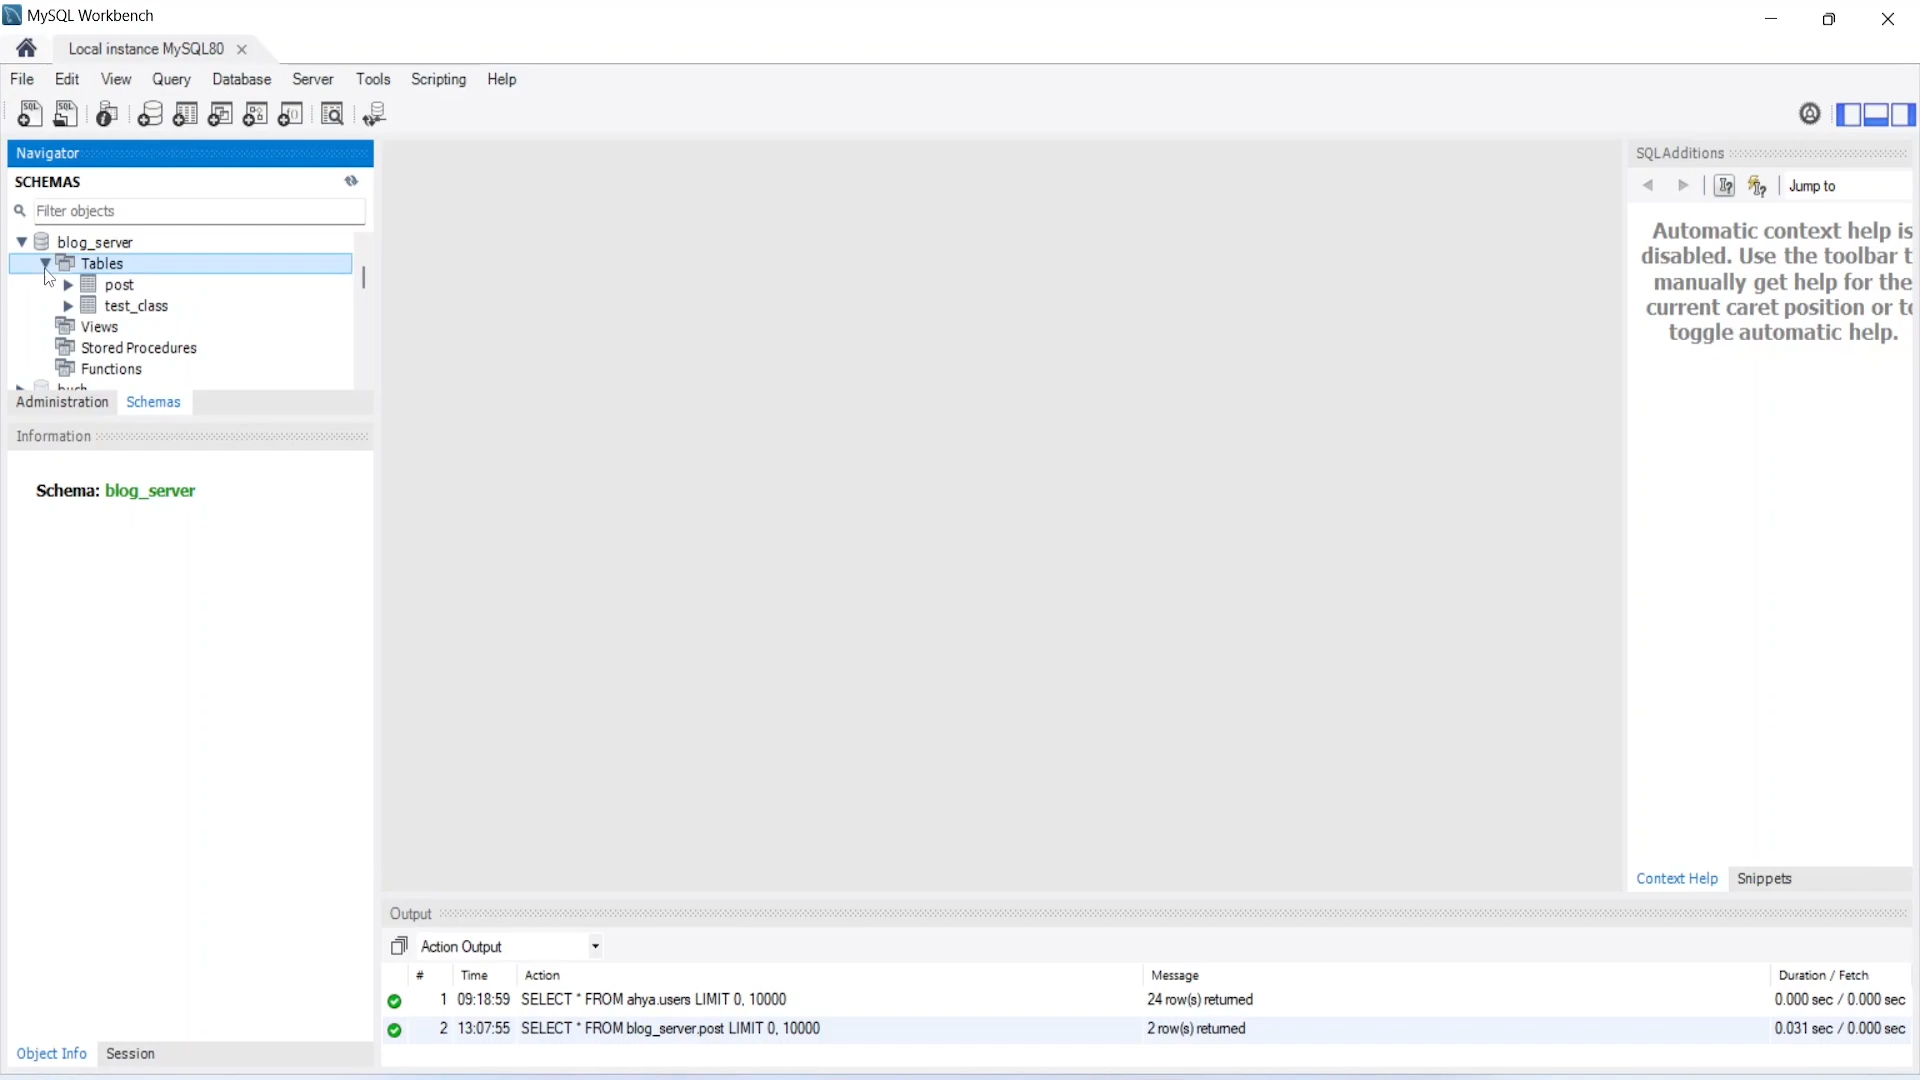 MySQL Workbench
Local instance MySQL80
File Edit View Query Database Server Tools Scripting Help
SQL SQL
Navigator
SCHEMAS
Filter objects
blog_server
Tables
post
test_class
Views
Stored Procedures
Functions
Administration Schemas
Information
Schema: blog_server
Object Info Session
SQLAdditions
Jump to
Automatic context help is
disabled. Use the toolbar t
manually get help for the
current caret position or t
toggle automatic help.
Context Help Snippets
Output
Action Output
# Time Action Message Duration / Fetch
1 09:18:59 SELECT * FROM ahya.users LIMIT 0, 10000 24 row(s) returned 0.000 sec / 0.000 sec
2 13:07:55 SELECT * FROM blog_server.post LIMIT 0, 10000 2 row(s) returned 0.031 sec / 0.000 sec